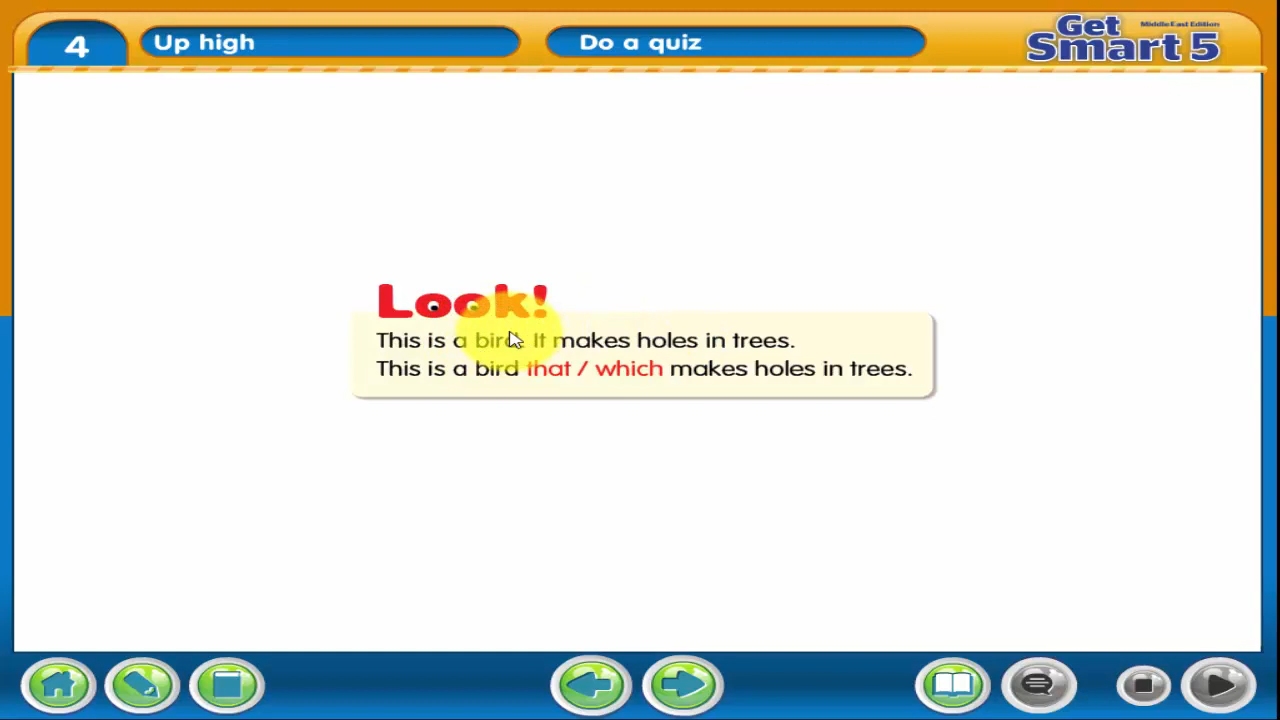 4
Up high
Do a quiz
Get
Middle East Edition
Smart 5
Look!
This is a bird. It makes holes in trees.
This is a bird that / which makes holes in trees.